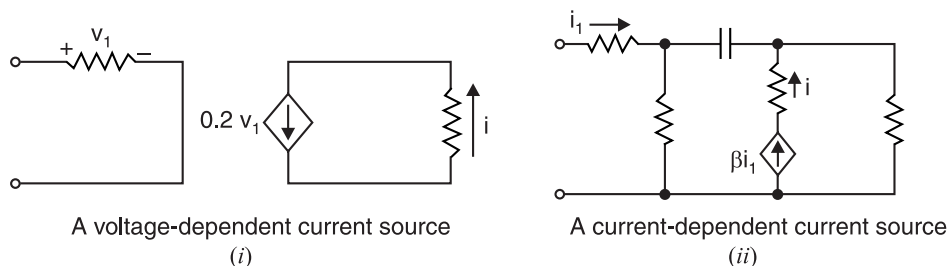 v₁
+ −
0.2 v₁
i
A voltage-dependent current source
(i)
i₁
i
βi₁
A current-dependent current source
(ii)